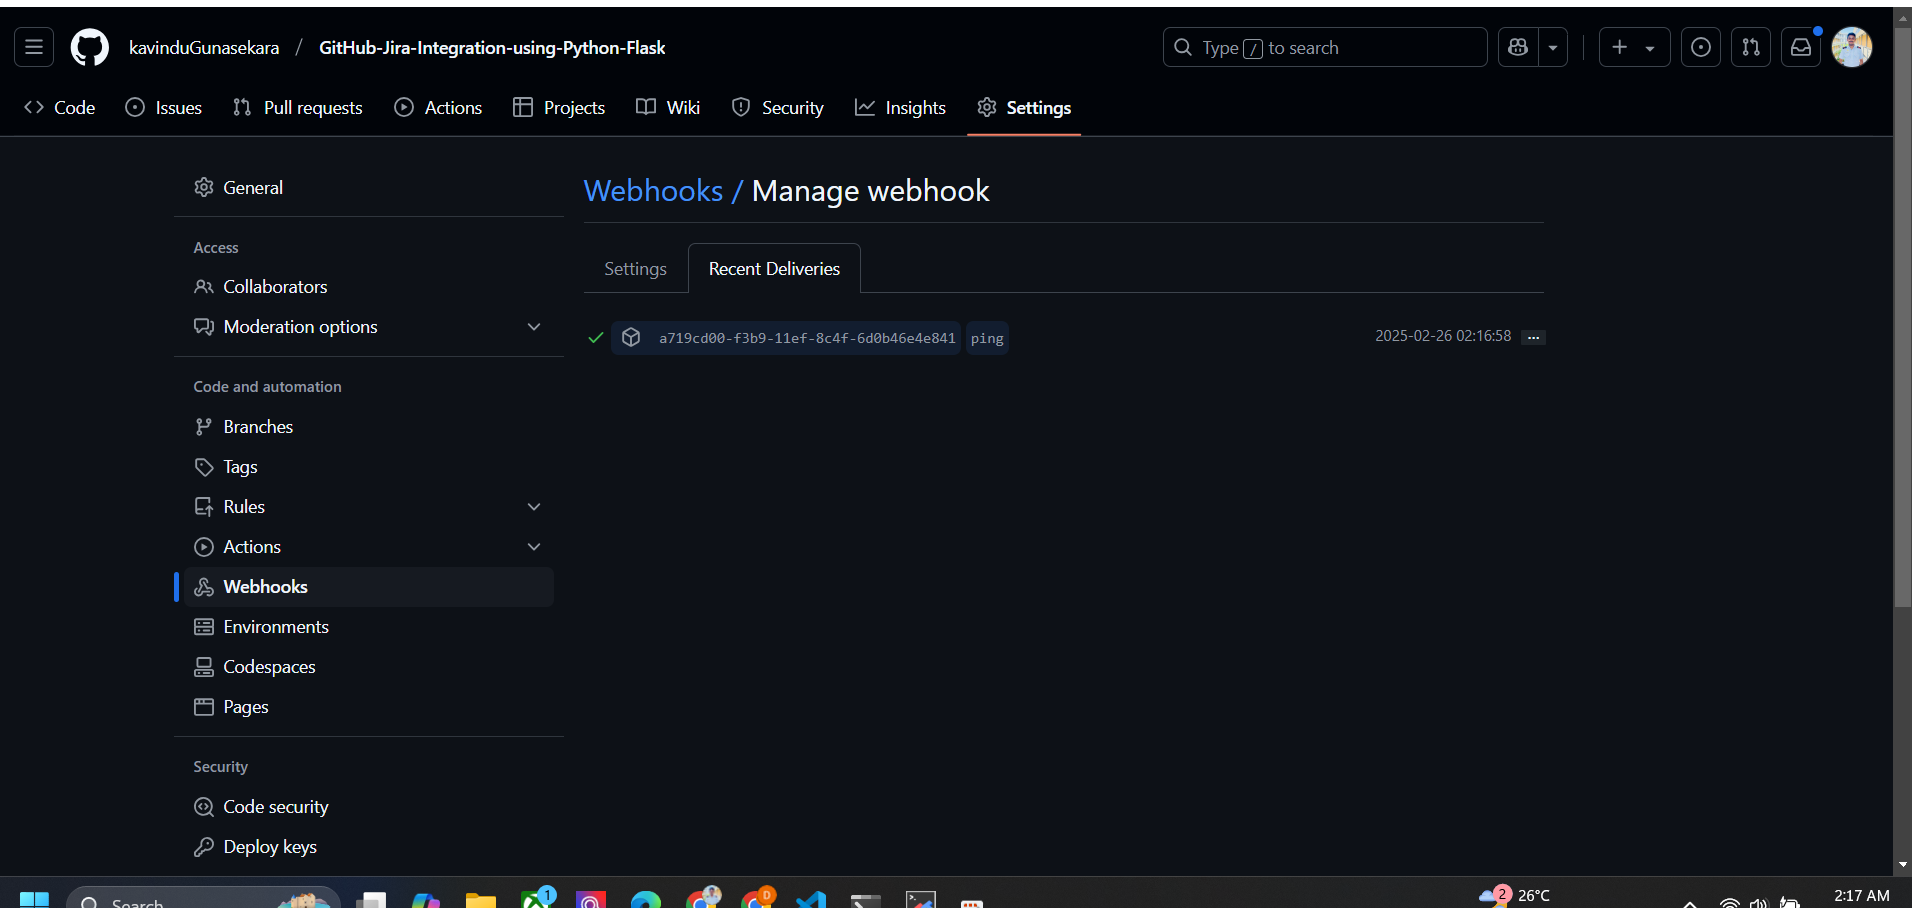 kavinduGunasekara / GitHub-Jira-Integration-using-Python-Flask
Type / to search
Code Issues Pull requests Actions Projects Wiki Security Insights Settings
General
Access
Collaborators
Moderation options
Code and automation
Branches
Tags
Rules
Actions
Webhooks
Environments
Codespaces
Pages
Security
Code security
Deploy keys
Webhooks / Manage webhook
Settings Recent Deliveries
a719cd00-f3b9-11ef-8c4f-6d0b46e4e841 ping 2025-02-26 02:16:58 ...
Search 1 D 2 26°C 2:17 AM